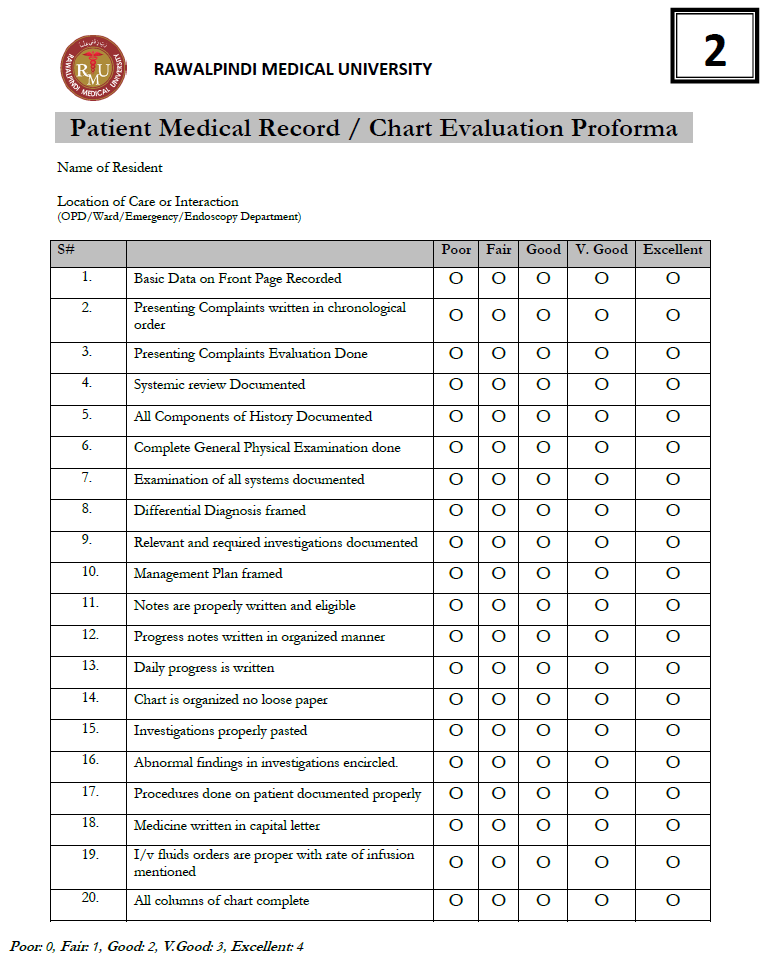 2
RAWALPINDI MEDICAL UNIVERSITY
RMU
RAWALPINDI MEDICAL UNIVERSITY
Patient Medical Record / Chart Evaluation Proforma
Name of Resident
Location of Care or Interaction
(OPD/Ward/Emergency/Endoscopy Department)
S# Poor Fair Good V. Good Excellent
1. Basic Data on Front Page Recorded O O O O O
2. Presenting Complaints written in chronological
order O O O O O
3. Presenting Complaints Evaluation Done O O O O O
4. Systemic review Documented O O O O O
5. All Components of History Documented O O O O O
6. Complete General Physical Examination done O O O O O
7. Examination of all systems documented O O O O O
8. Differential Diagnosis framed O O O O O
9. Relevant and required investigations documented O O O O O
10. Management Plan framed O O O O O
11. Notes are properly written and eligible O O O O O
12. Progress notes written in organized manner O O O O O
13. Daily progress is written O O O O O
14. Chart is organized no loose paper O O O O O
15. Investigations properly pasted O O O O O
16. Abnormal findings in investigations encircled. O O O O O
17. Procedures done on patient documented properly O O O O O
18. Medicine written in capital letter O O O O O
19. I/v fluids orders are proper with rate of infusion
mentioned O O O O O
20. All columns of chart complete O O O O O
Poor: 0, Fair: 1, Good: 2, V.Good: 3, Excellent: 4